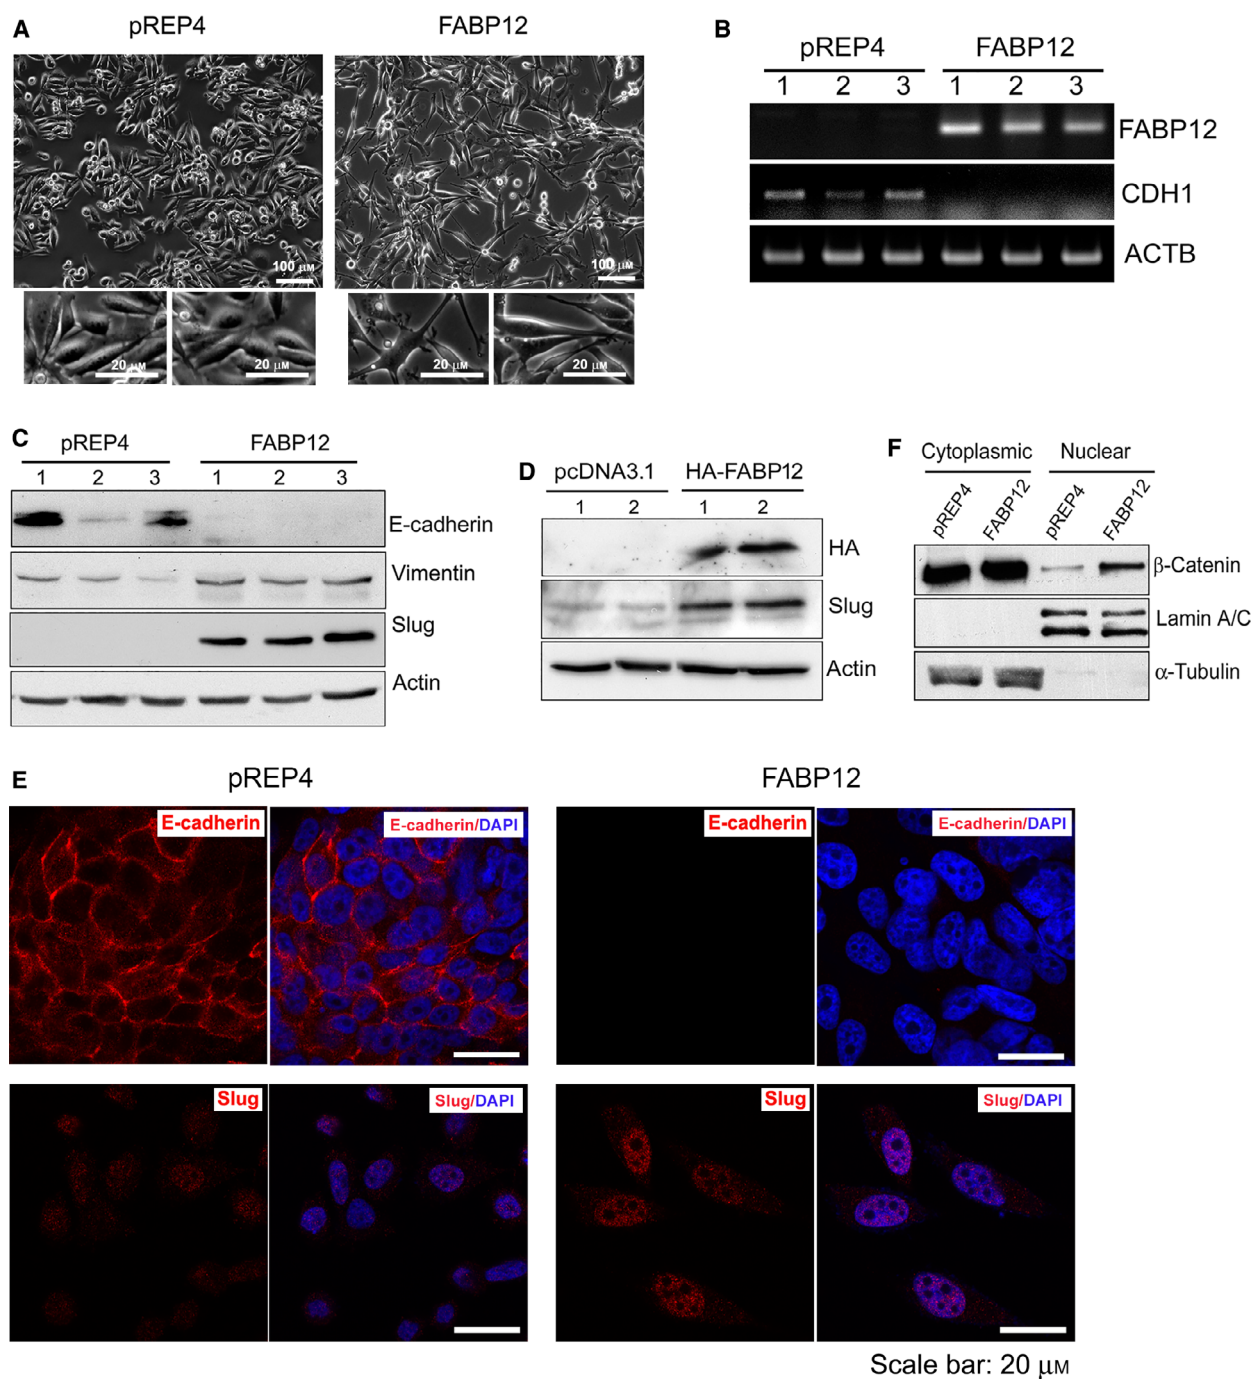 A
pREP4 FABP12
100 µM 100 µM
20 µM 20 µM 20 µM 20 µM
B
pREP4 FABP12
1 2 3 1 2 3
FABP12
CDH1
ACTB
C
pREP4 FABP12
1 2 3 1 2 3
E-cadherin
Vimentin
Slug
Actin
D
pcDNA3.1 HA-FABP12
1 2 1 2
HA
Slug
Actin
F
Cytoplasmic Nuclear
pREP4 FABP12 pREP4 FABP12
β-Catenin
Lamin A/C
α-Tubulin
E
pREP4 FABP12
E-cadherin E-cadherin/DAPI E-cadherin E-cadherin/DAPI
Slug Slug/DAPI Slug Slug/DAPI
Scale bar: 20 µM